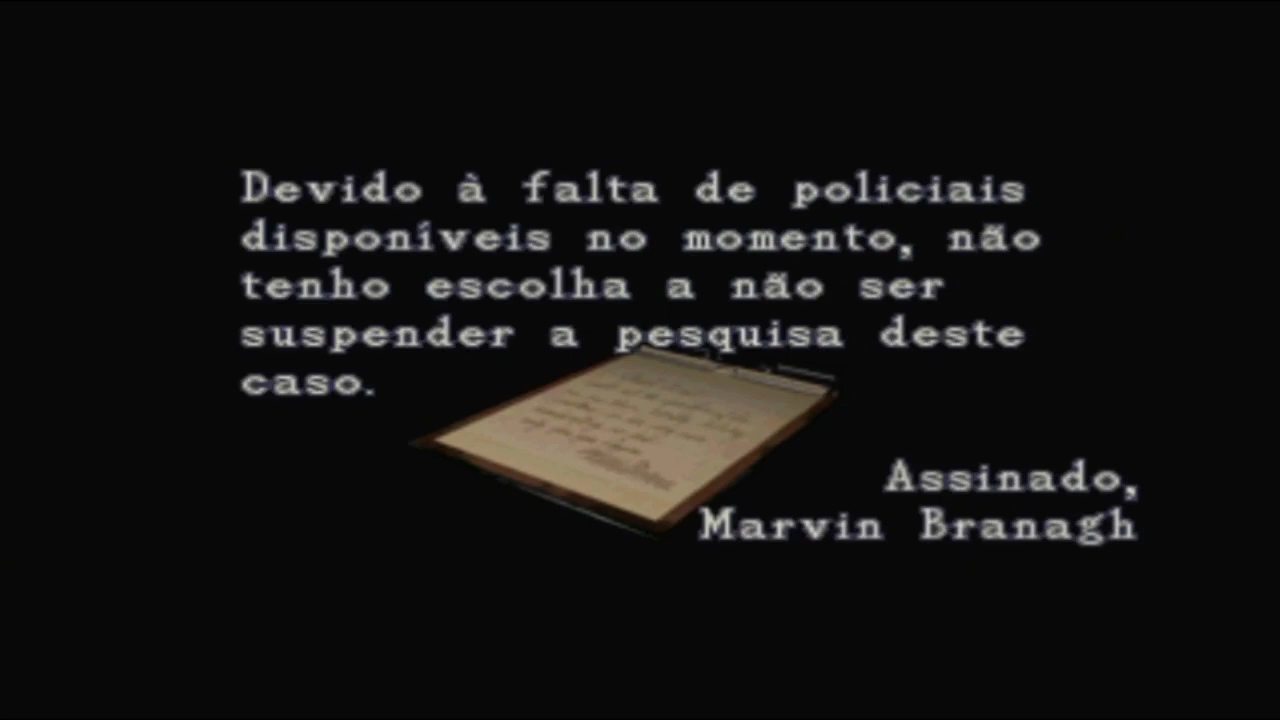 Devido à falta de policiais
disponíveis no momento, não
tenho escolha a não ser
suspender a pesquisa deste
caso.
Assinado,
Marvin Branagh